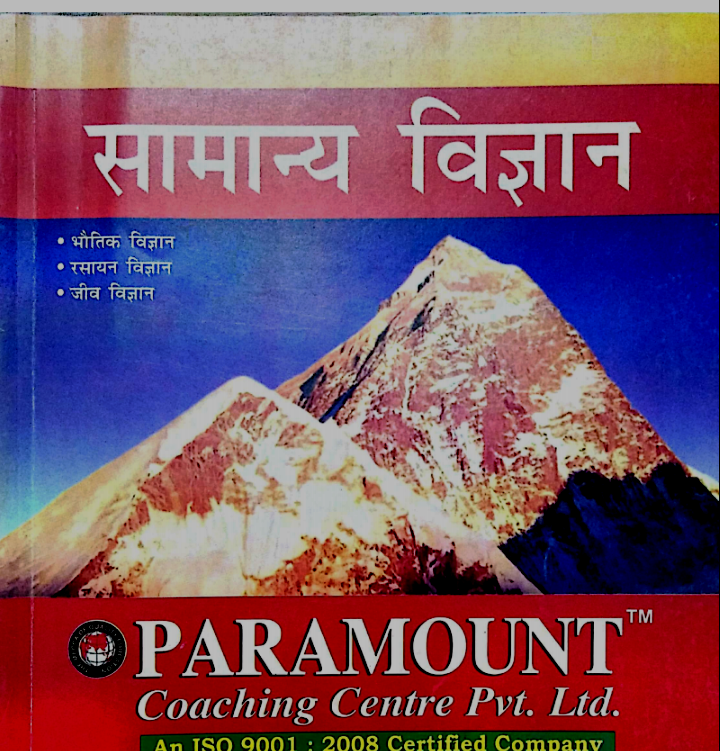 सामान्य विज्ञान
• भौतिक विज्ञान
• रसायन विज्ञान
• जीव विज्ञान
PARAMOUNT™
Coaching Centre Pvt. Ltd.
An ISO 9001 : 2008 Certified Company